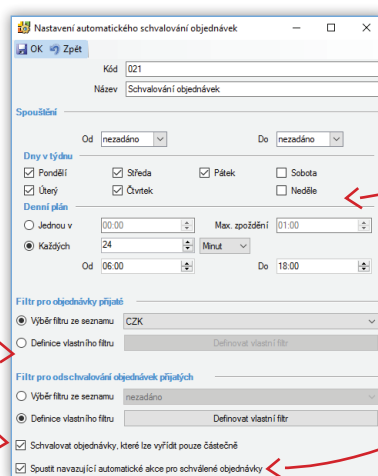 Nastavení automatického schvalování objednávek
OK Zpět
Kód 021
Název Schvalování objednávek
Spouštění
Od nezadáno Do nezadáno
Dny v týdnu
Pondělí Středa Pátek Sobota
Úterý Čtvrtek Neděle
Denní plán
Jednou v 00:00 Max. zpoždění 01:00
Každých 24 Minut
Od 06:00 Do 18:00
Filtr pro objednávky přijaté
Výběr filtru ze seznamu CZK
Definice vlastního filtru Definovat vlastní filtr
Filtr pro odschvalování objednávek přijatých
Výběr filtru ze seznamu nezadáno
Definice vlastního filtru Definovat vlastní filtr
Schvalovat objednávky, které lze vyřídit pouze částečně
Spustit navazující automatické akce pro schválené objednávky